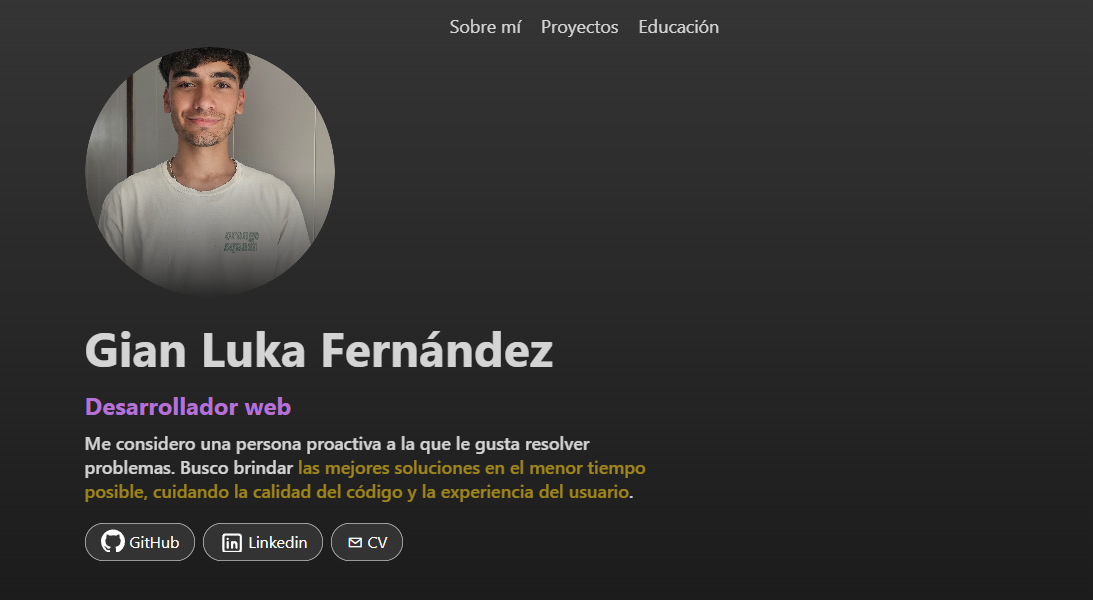 Sobre mí Proyectos Educación
orange
squash
Gian Luka Fernández
Desarrollador web
Me considero una persona proactiva a la que le gusta resolver
problemas. Busco brindar las mejores soluciones en el menor tiempo
posible, cuidando la calidad del código y la experiencia del usuario.
GitHub Linkedin CV